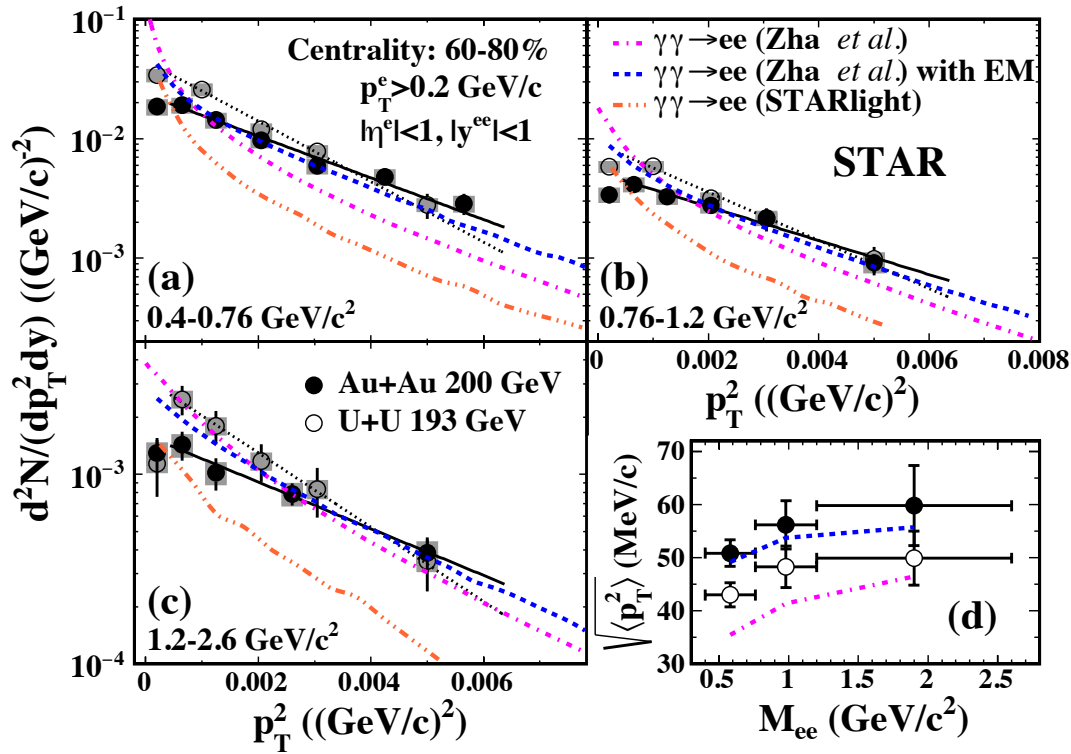 d²N/(dp_T²dy) ((GeV/c)⁻²)
10⁻¹
10⁻²
10⁻³
Centrality: 60-80%
p_T^e>0.2 GeV/c
|η^e|<1, |y^ee|<1
(a)
0.4-0.76 GeV/c²
γγ→ee (Zha et al.)
γγ→ee (Zha et al.) with EM
γγ→ee (STARlight)
STAR
(b)
0.76-1.2 GeV/c²
0 0.002 0.004 0.006 0.008
p_T² ((GeV/c)²)
10⁻³
10⁻⁴
Au+Au 200 GeV
U+U 193 GeV
(c)
1.2-2.6 GeV/c²
0 0.002 0.004 0.006
p_T² ((GeV/c)²)
√⟨p_T²⟩ (MeV/c)
70
60
50
40
30
(d)
0.5 1 1.5 2 2.5
M_ee (GeV/c²)